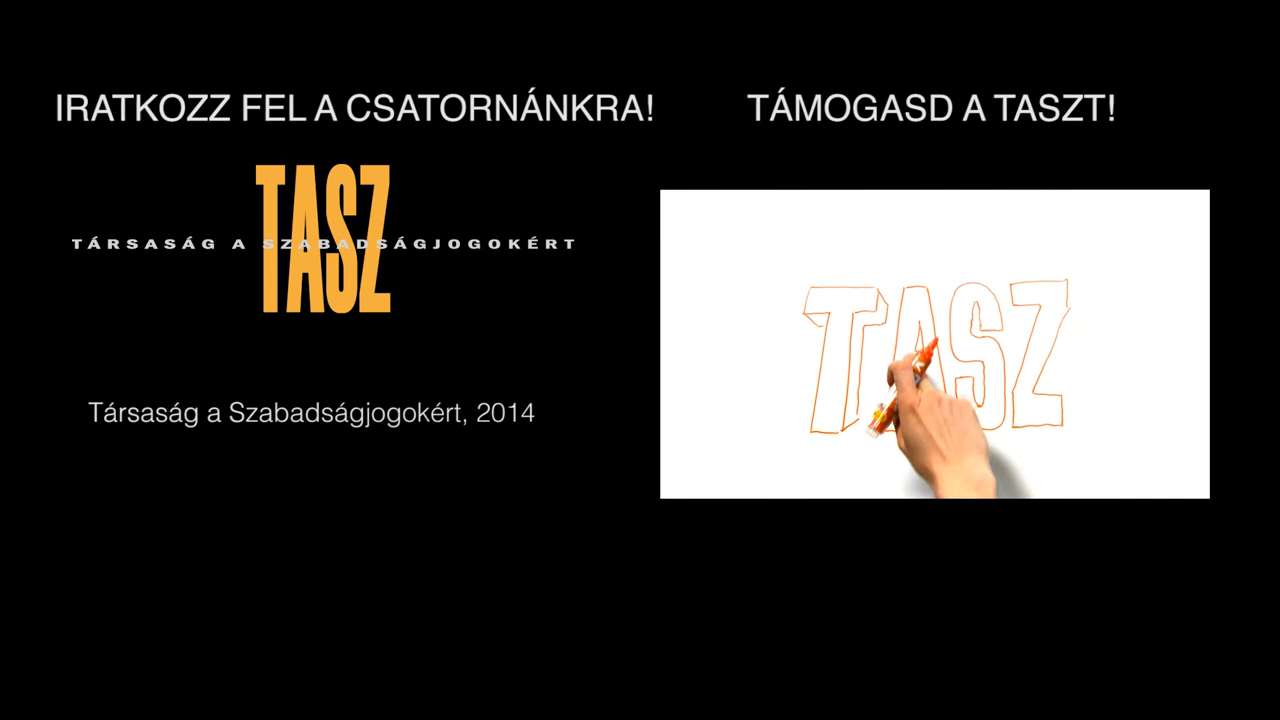 IRATKOZZ FEL A CSATORNÁNKRA!
TÁMOGASD A TASZT!
TASZ
TÁRSASÁG A SZABADSÁGJOGOKÉRT
TASZ
Társaság a Szabadságjogokért, 2014